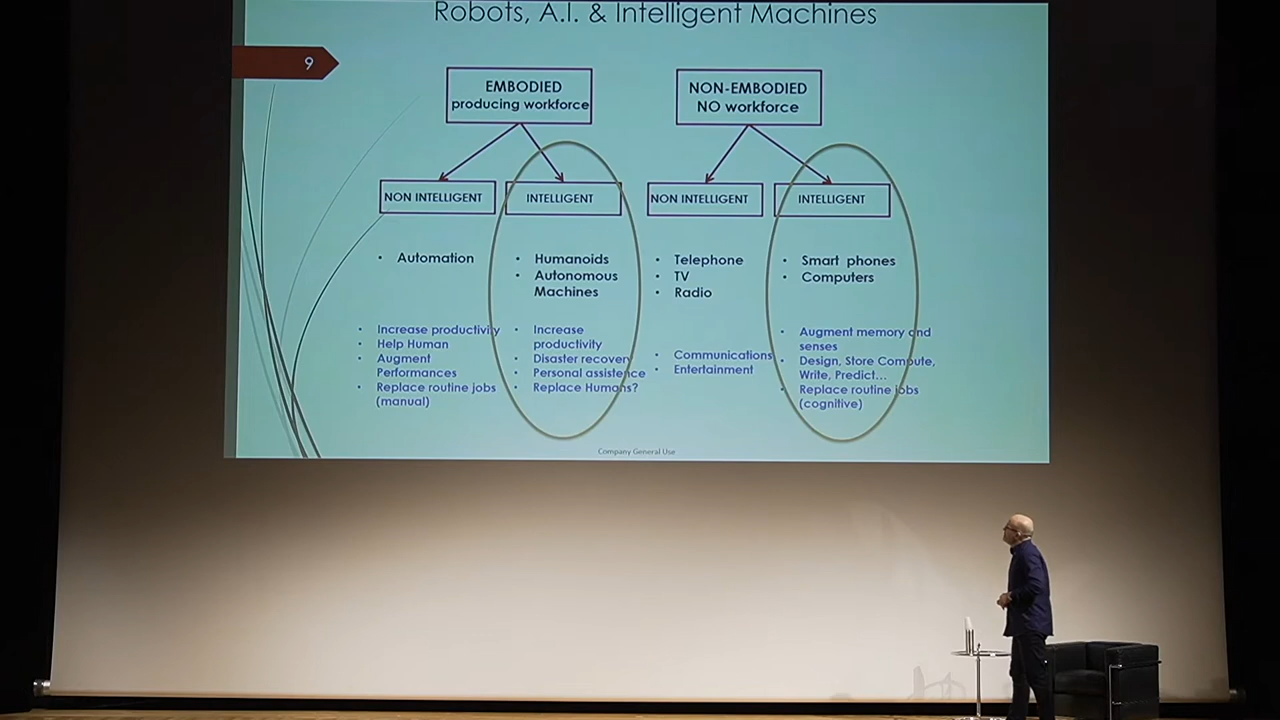 Robots, A.I. & Intelligent Machines
9
EMBODIED
producing workforce
NON-EMBODIED
NO workforce
NON INTELLIGENT
INTELLIGENT
NON INTELLIGENT
INTELLIGENT
• Automation
• Humanoids
• Autonomous
Machines
• Telephone
• TV
• Radio
• Smart phones
• Computers
• Increase productivity
• Help Human
• Augment
Performances
• Replace routine jobs
(manual)
• Increase
productivity
• Disaster recovery
• Personal assistence
• Replace Humans?
• Communications
• Entertainment
• Augment memory and
senses
• Design, Store Compute,
Write, Predict...
• Replace routine jobs
(cognitive)
Company General Use